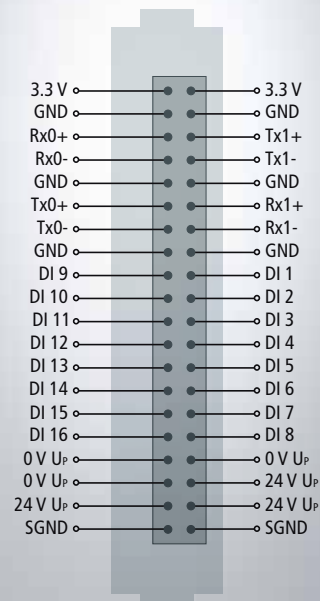 3.3 V 3.3 V
GND GND
Rx0+ Tx1+
Rx0- Tx1-
GND GND
Tx0+ Rx1+
Tx0- Rx1-
GND GND
DI 9 DI 1
DI 10 DI 2
DI 11 DI 3
DI 12 DI 4
DI 13 DI 5
DI 14 DI 6
DI 15 DI 7
DI 16 DI 8
0 V UP 0 V UP
0 V UP 24 V UP
24 V UP 24 V UP
SGND SGND